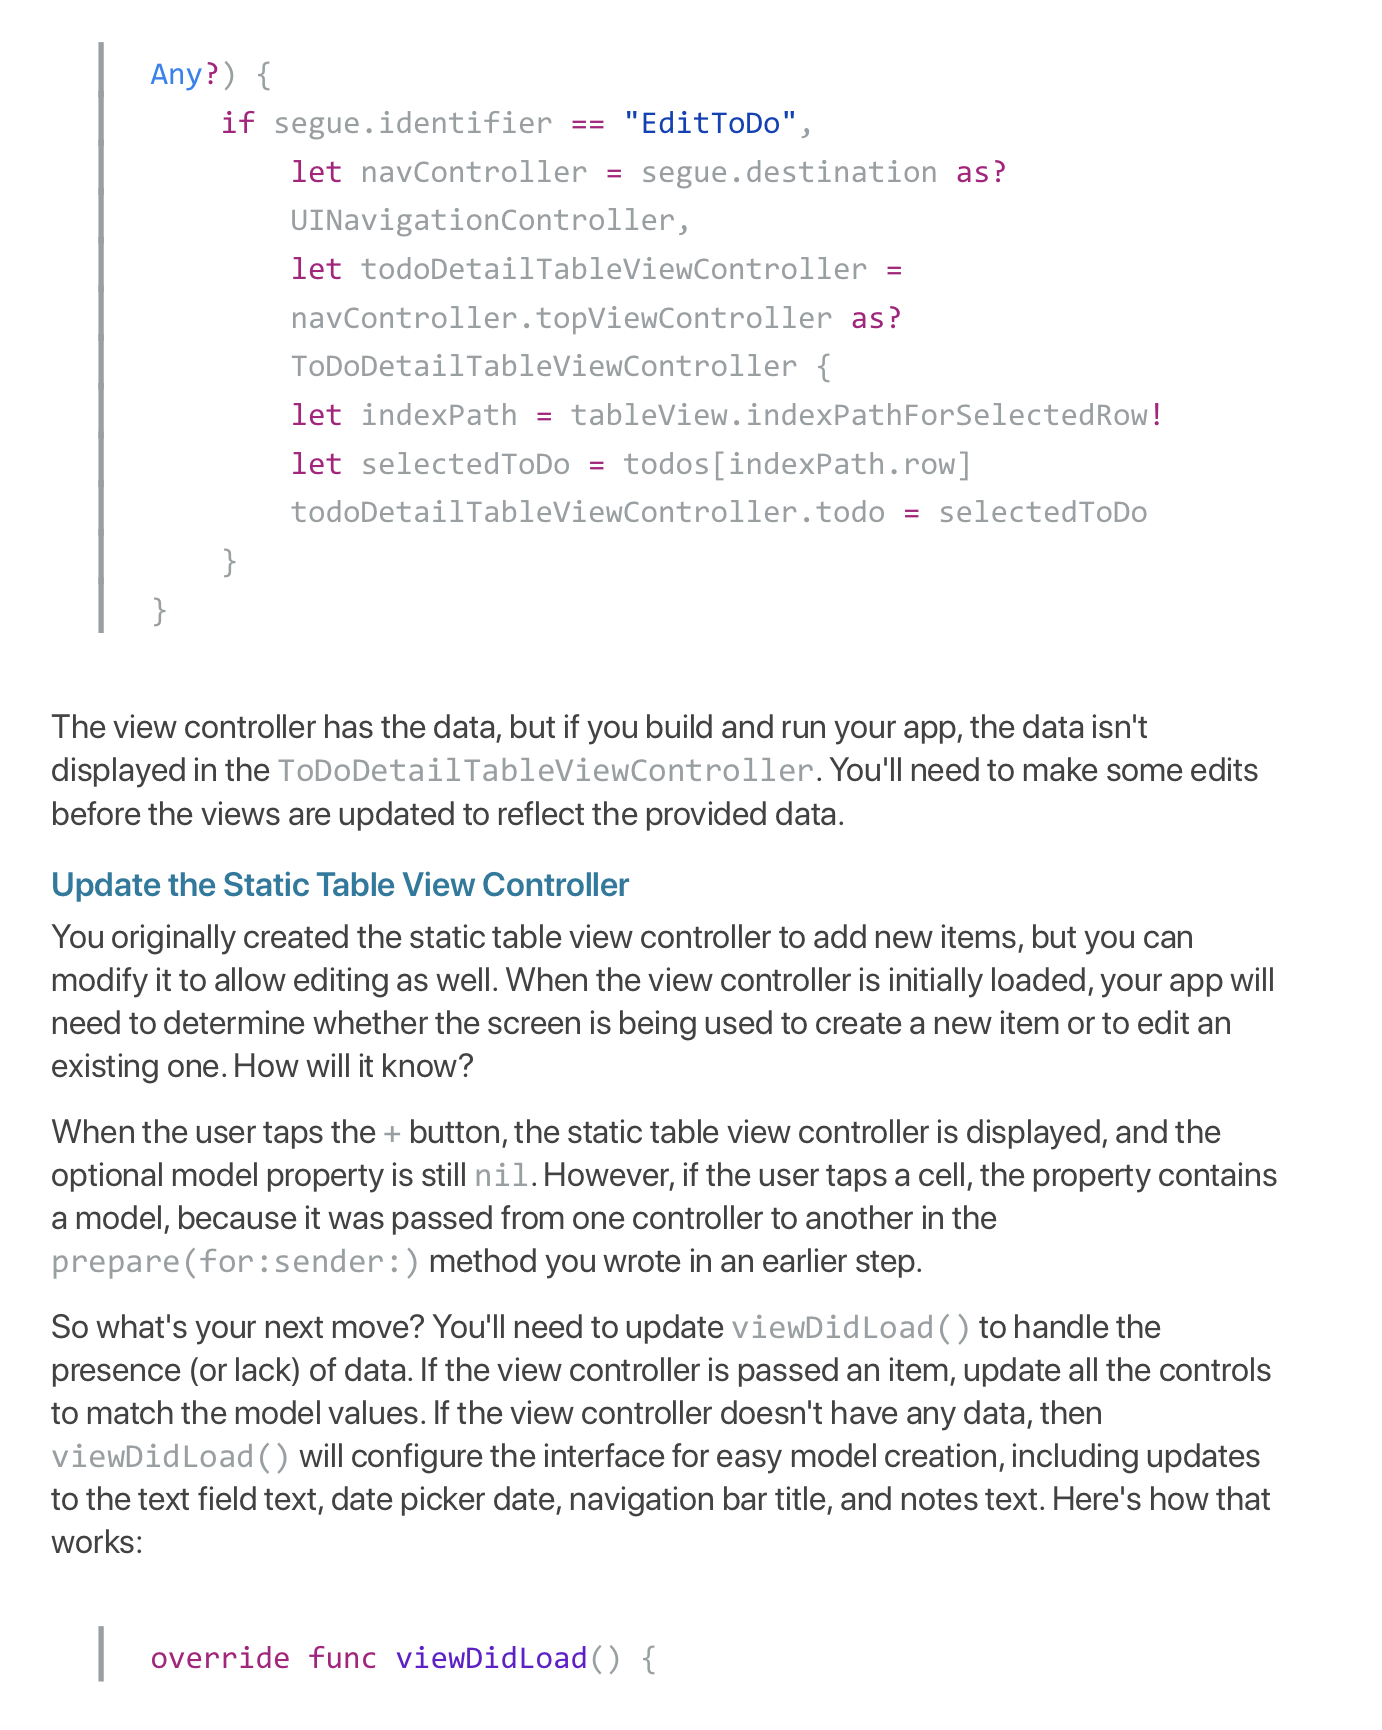 Any?) {
    if segue.identifier == "EditToDo",
        let navController = segue.destination as?
        UINavigationController,
        let todoDetailTableViewController =
        navController.topViewController as?
        ToDoDetailTableViewController {
        let indexPath = tableView.indexPathForSelectedRow!
        let selectedToDo = todos[indexPath.row]
        todoDetailTableViewController.todo = selectedToDo
    }
}
The view controller has the data, but if you build and run your app, the data isn't
displayed in the ToDoDetailTableViewController. You'll need to make some edits
before the views are updated to reflect the provided data.
Update the Static Table View Controller
You originally created the static table view controller to add new items, but you can
modify it to allow editing as well. When the view controller is initially loaded, your app will
need to determine whether the screen is being used to create a new item or to edit an
existing one. How will it know?
When the user taps the + button, the static table view controller is displayed, and the
optional model property is still nil. However, if the user taps a cell, the property contains
a model, because it was passed from one controller to another in the
prepare(for:sender:) method you wrote in an earlier step.
So what's your next move? You'll need to update viewDidLoad() to handle the
presence (or lack) of data. If the view controller is passed an item, update all the controls
to match the model values. If the view controller doesn't have any data, then
viewDidLoad() will configure the interface for easy model creation, including updates
to the text field text, date picker date, navigation bar title, and notes text. Here's how that
works:
override func viewDidLoad() {